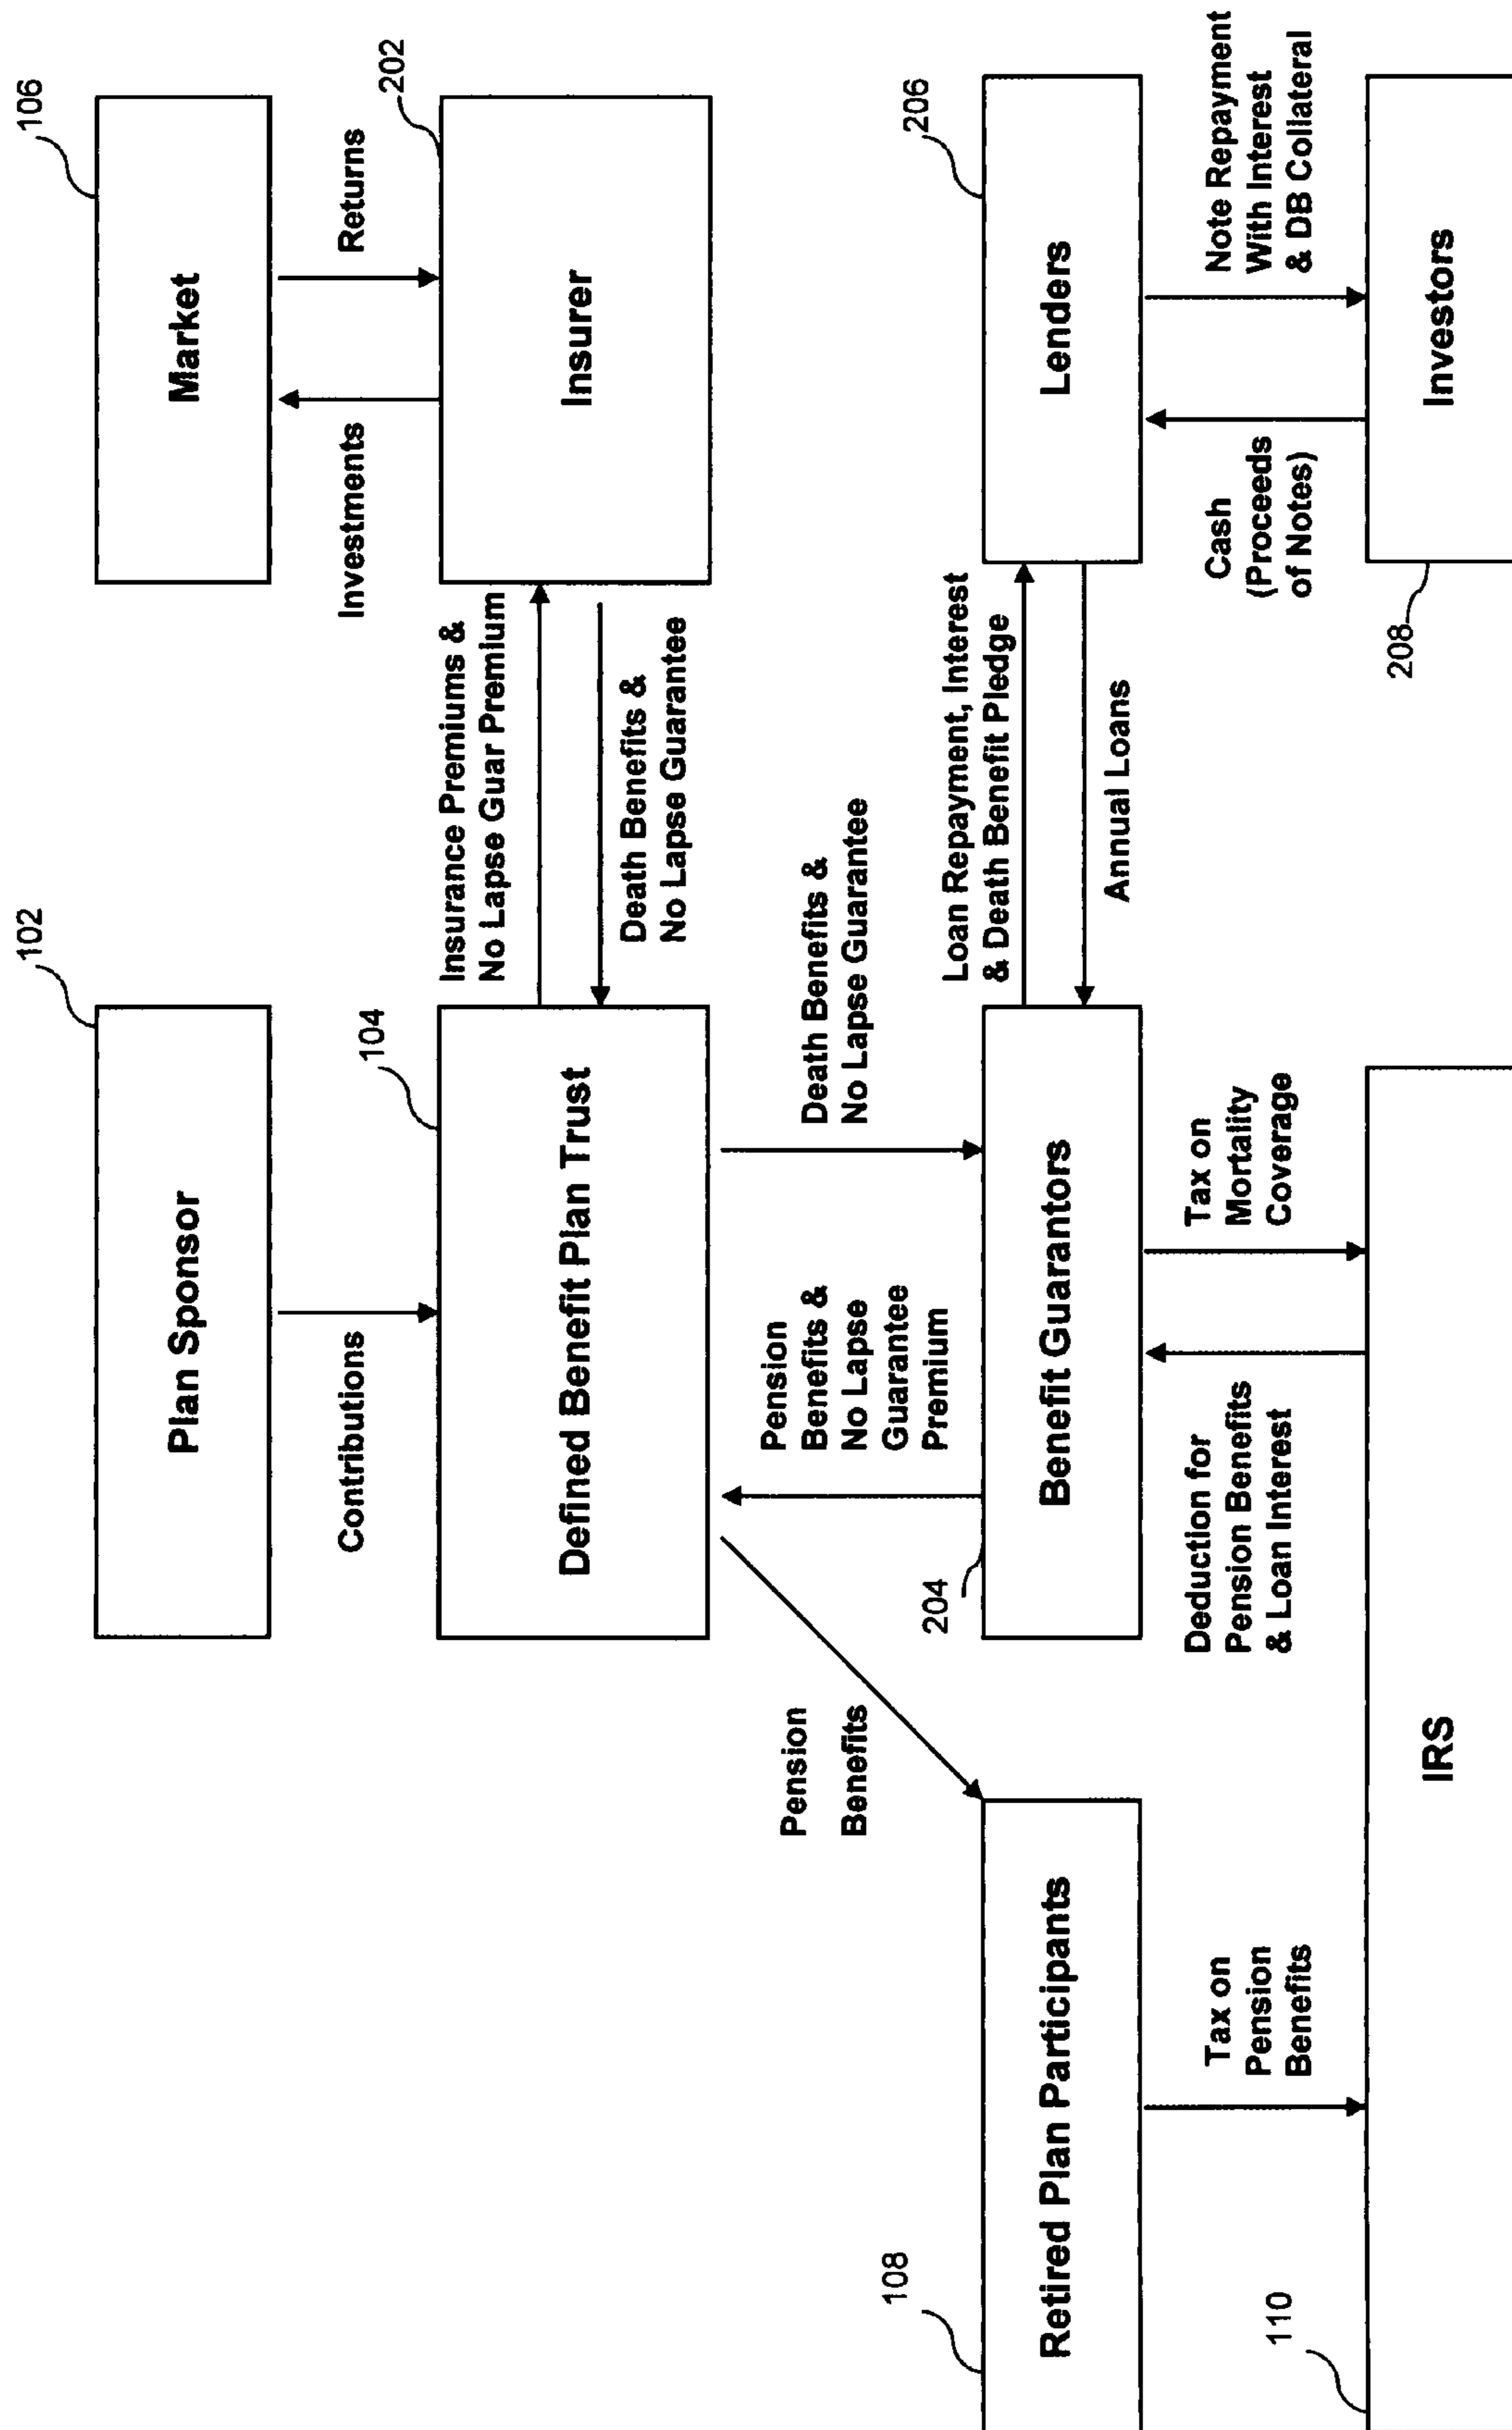 102
106
Plan Sponsor
Market
Contributions
Investments
Returns
104
202
Defined Benefit Plan Trust
Insurance Premiums &
No Lapse Guar Premium
Death Benefits &
No Lapse Guarantee
Insurer
Pension
Benefits
Pension
Benefits &
No Lapse
Guarantee
Premium
Death Benefits &
No Lapse Guarantee
108
204
206
Retired Plan Participants
Benefit Guarantors
Loan Repayment, Interest
& Death Benefit Pledge
Annual Loans
Lenders
Tax on
Pension
Benefits
Deduction for
Pension Benefits
& Loan Interest
Tax on
Mortality
Coverage
Cash
(Proceeds
of Notes)
Note Repayment
With Interest
& DB Collateral
110
208
IRS
Investors